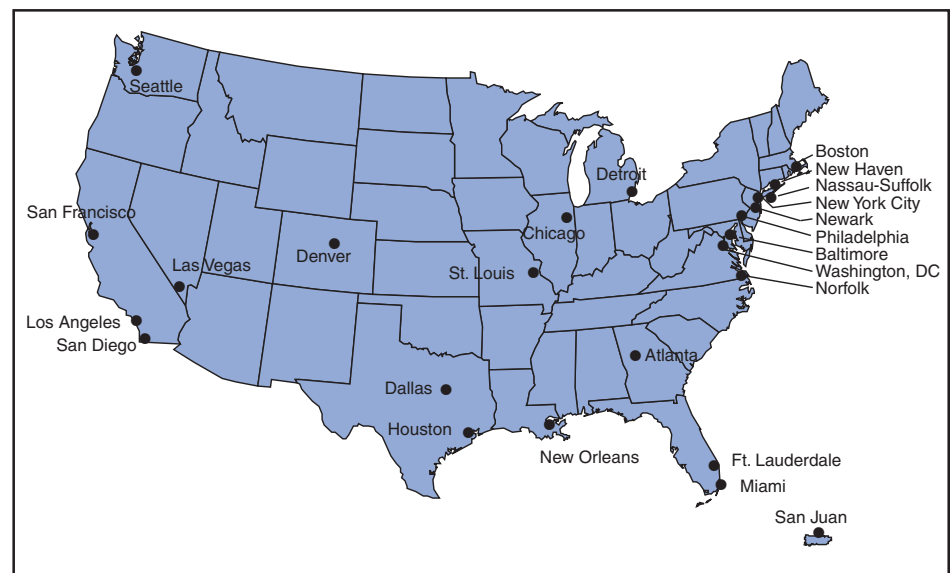 Seattle
Boston
New Haven
Detroit
Nassau-Suffolk
New York City
San Francisco
Newark
Chicago
Philadelphia
Denver
Baltimore
Las Vegas
St. Louis
Washington, DC
Norfolk
Los Angeles
San Diego
Atlanta
Dallas
Houston
New Orleans
Ft. Lauderdale
Miami
San Juan